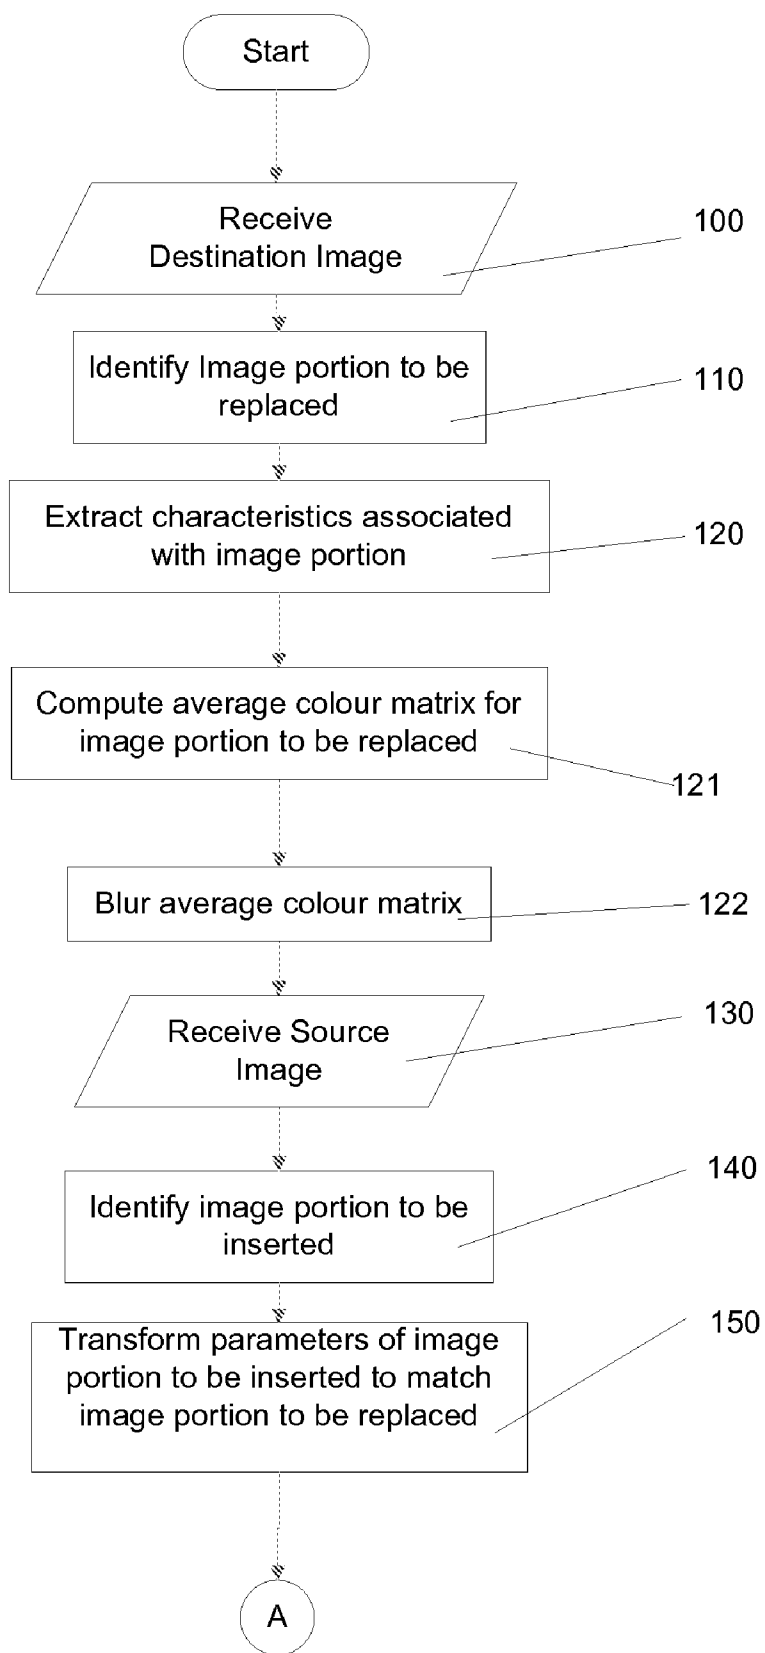 Start
Receive
Destination Image
100
Identify Image portion to be
replaced
110
Extract characteristics associated
with image portion
120
Compute average colour matrix for
image portion to be replaced
121
Blur average colour matrix
122
Receive Source
Image
130
Identify image portion to be
inserted
140
Transform parameters of image
portion to be inserted to match
image portion to be replaced
150
A